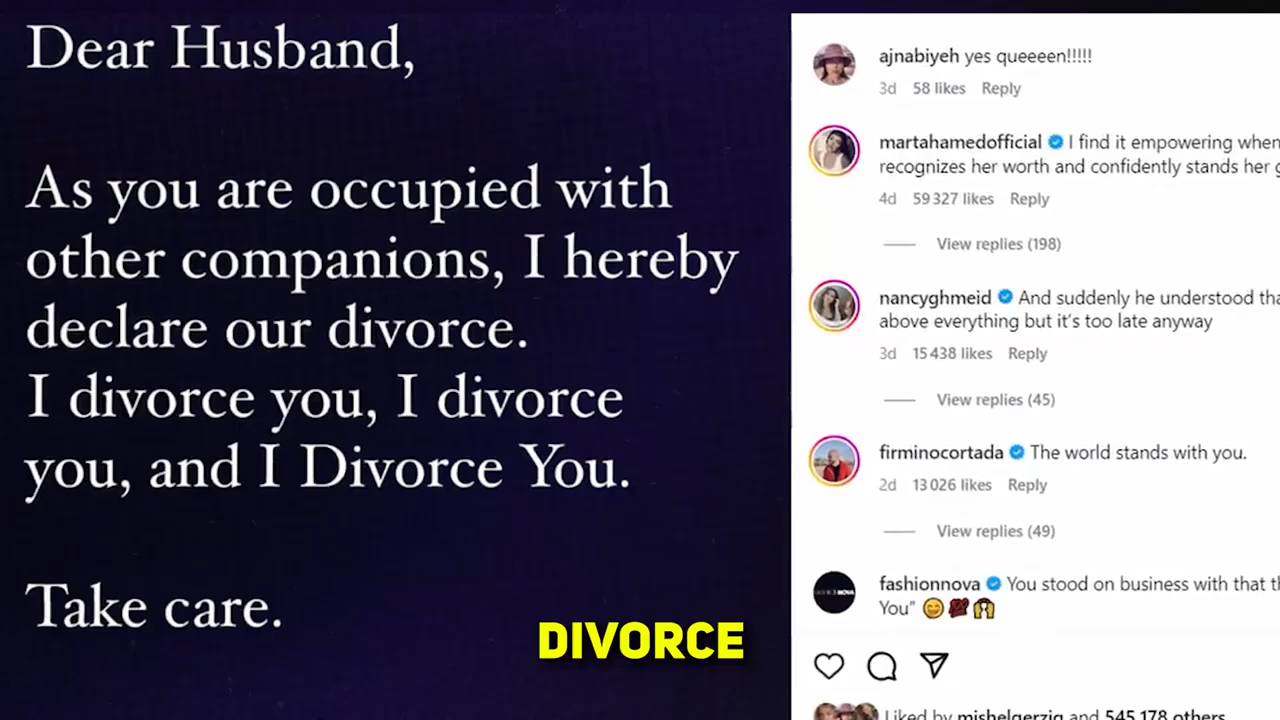 Dear Husband,
As you are occupied with
other companions, I hereby
declare our divorce.
I divorce you, I divorce
you, and I Divorce You.
Take care.
DIVORCE
ajnabiyeh yes queeeen!!!!!
3d 58 likes Reply
martahamedofficial I find it empowering when
recognizes her worth and confidently stands her
4d 59 327 likes Reply
View replies (198)
nancyghmeid And suddenly he understood
above everything but it's too late anyway
3d 15 438 likes Reply
View replies (45)
firminocortada The world stands with you.
2d 13 026 likes Reply
View replies (49)
fashionnova You stood on business with that
You" 😄💯🙌
Liked by mishelgerzig and 545 178 others